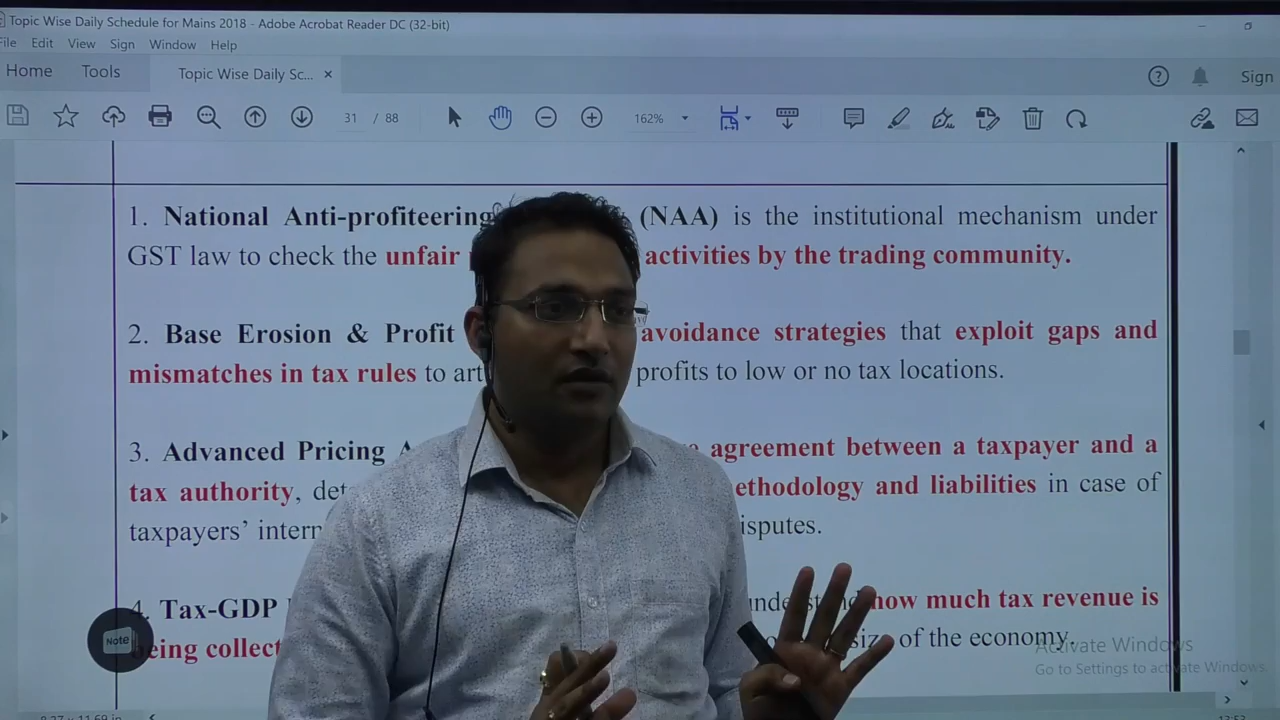 Topic Wise Daily Schedule for Mains 2018 - Adobe Acrobat Reader DC (32-bit)
File Edit View Sign Window Help
Home Tools Topic Wise Daily Sc... × Sign
31 / 88 162%
1. National Anti-profiteering (NAA) is the institutional mechanism under
GST law to check the unfair activities by the trading community.
2. Base Erosion & Profit avoidance strategies that exploit gaps and
mismatches in tax rules to art profits to low or no tax locations.
3. Advanced Pricing A agreement between a taxpayer and a
tax authority, det ethodology and liabilities in case of
taxpayers' intern isputes.
4. Tax-GDP how much tax revenue is
being collect of the economy.
Note
Activate Windows
Go to Settings to activate Windows.